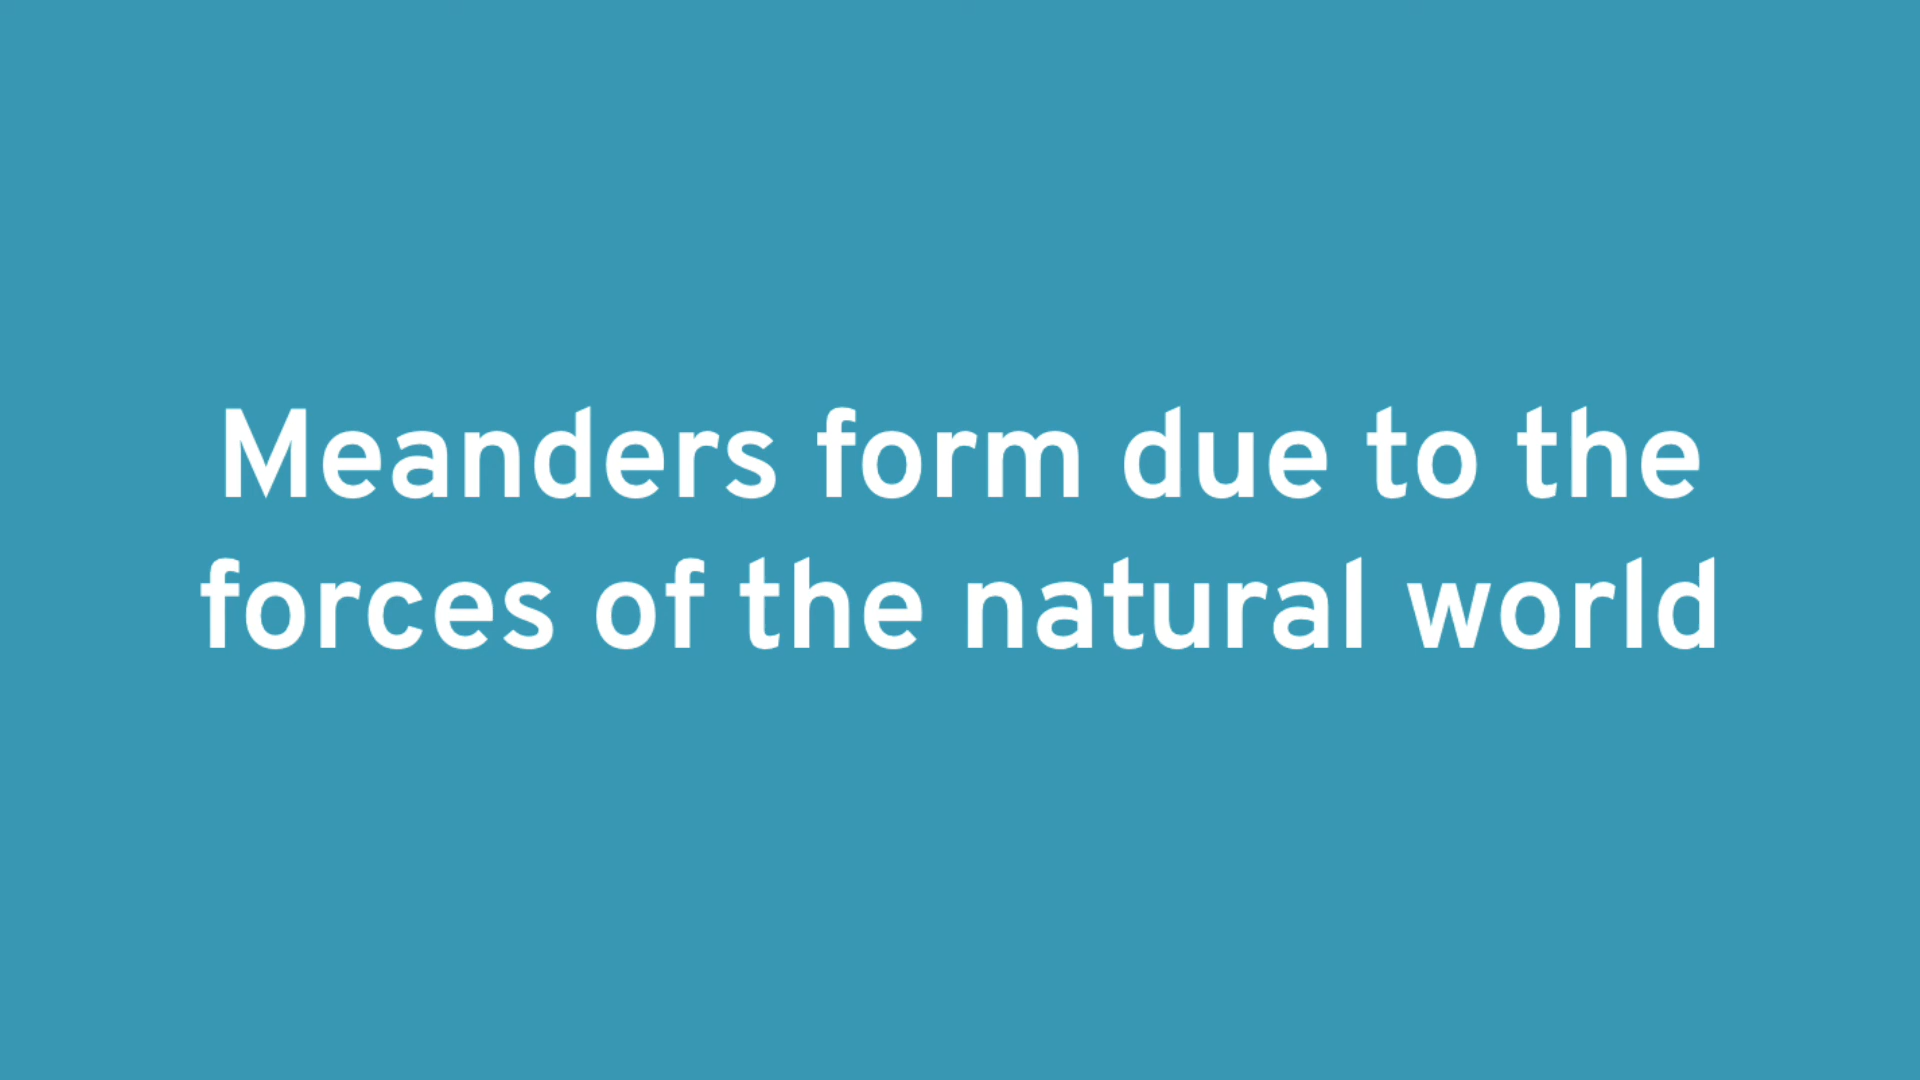 Meanders form due to the
forces of the natural world